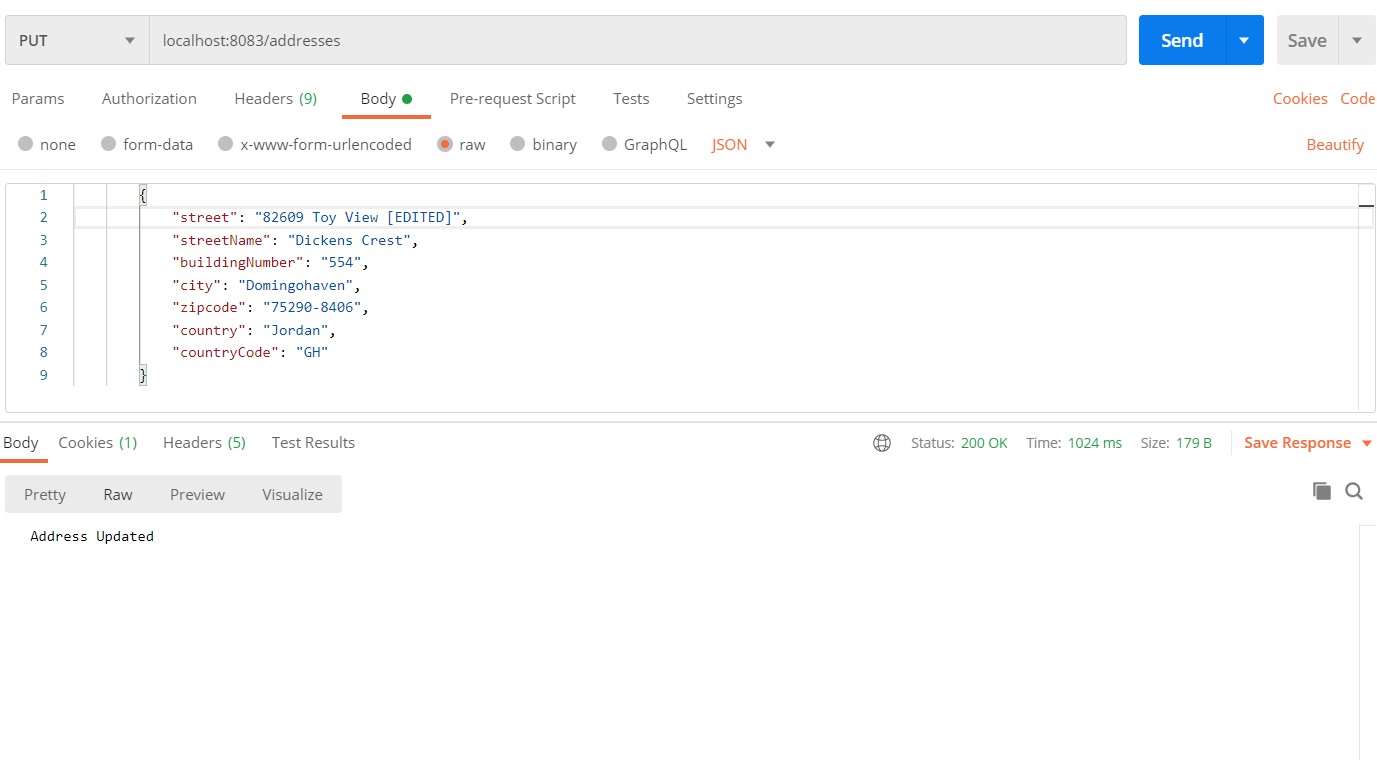 PUT localhost:8083/addresses Send Save
Params Authorization Headers (9) Body Pre-request Script Tests Settings Cookies Code
none form-data x-www-form-urlencoded raw binary GraphQL JSON Beautify
1 {
2 "street": "82609 Toy View [EDITED]",
3 "streetName": "Dickens Crest",
4 "buildingNumber": "554",
5 "city": "Domingohaven",
6 "zipcode": "75290-8406",
7 "country": "Jordan",
8 "countryCode": "GH"
9 }
Body Cookies (1) Headers (5) Test Results Status: 200 OK Time: 1024 ms Size: 179 B Save Response
Pretty Raw Preview Visualize
Address Updated